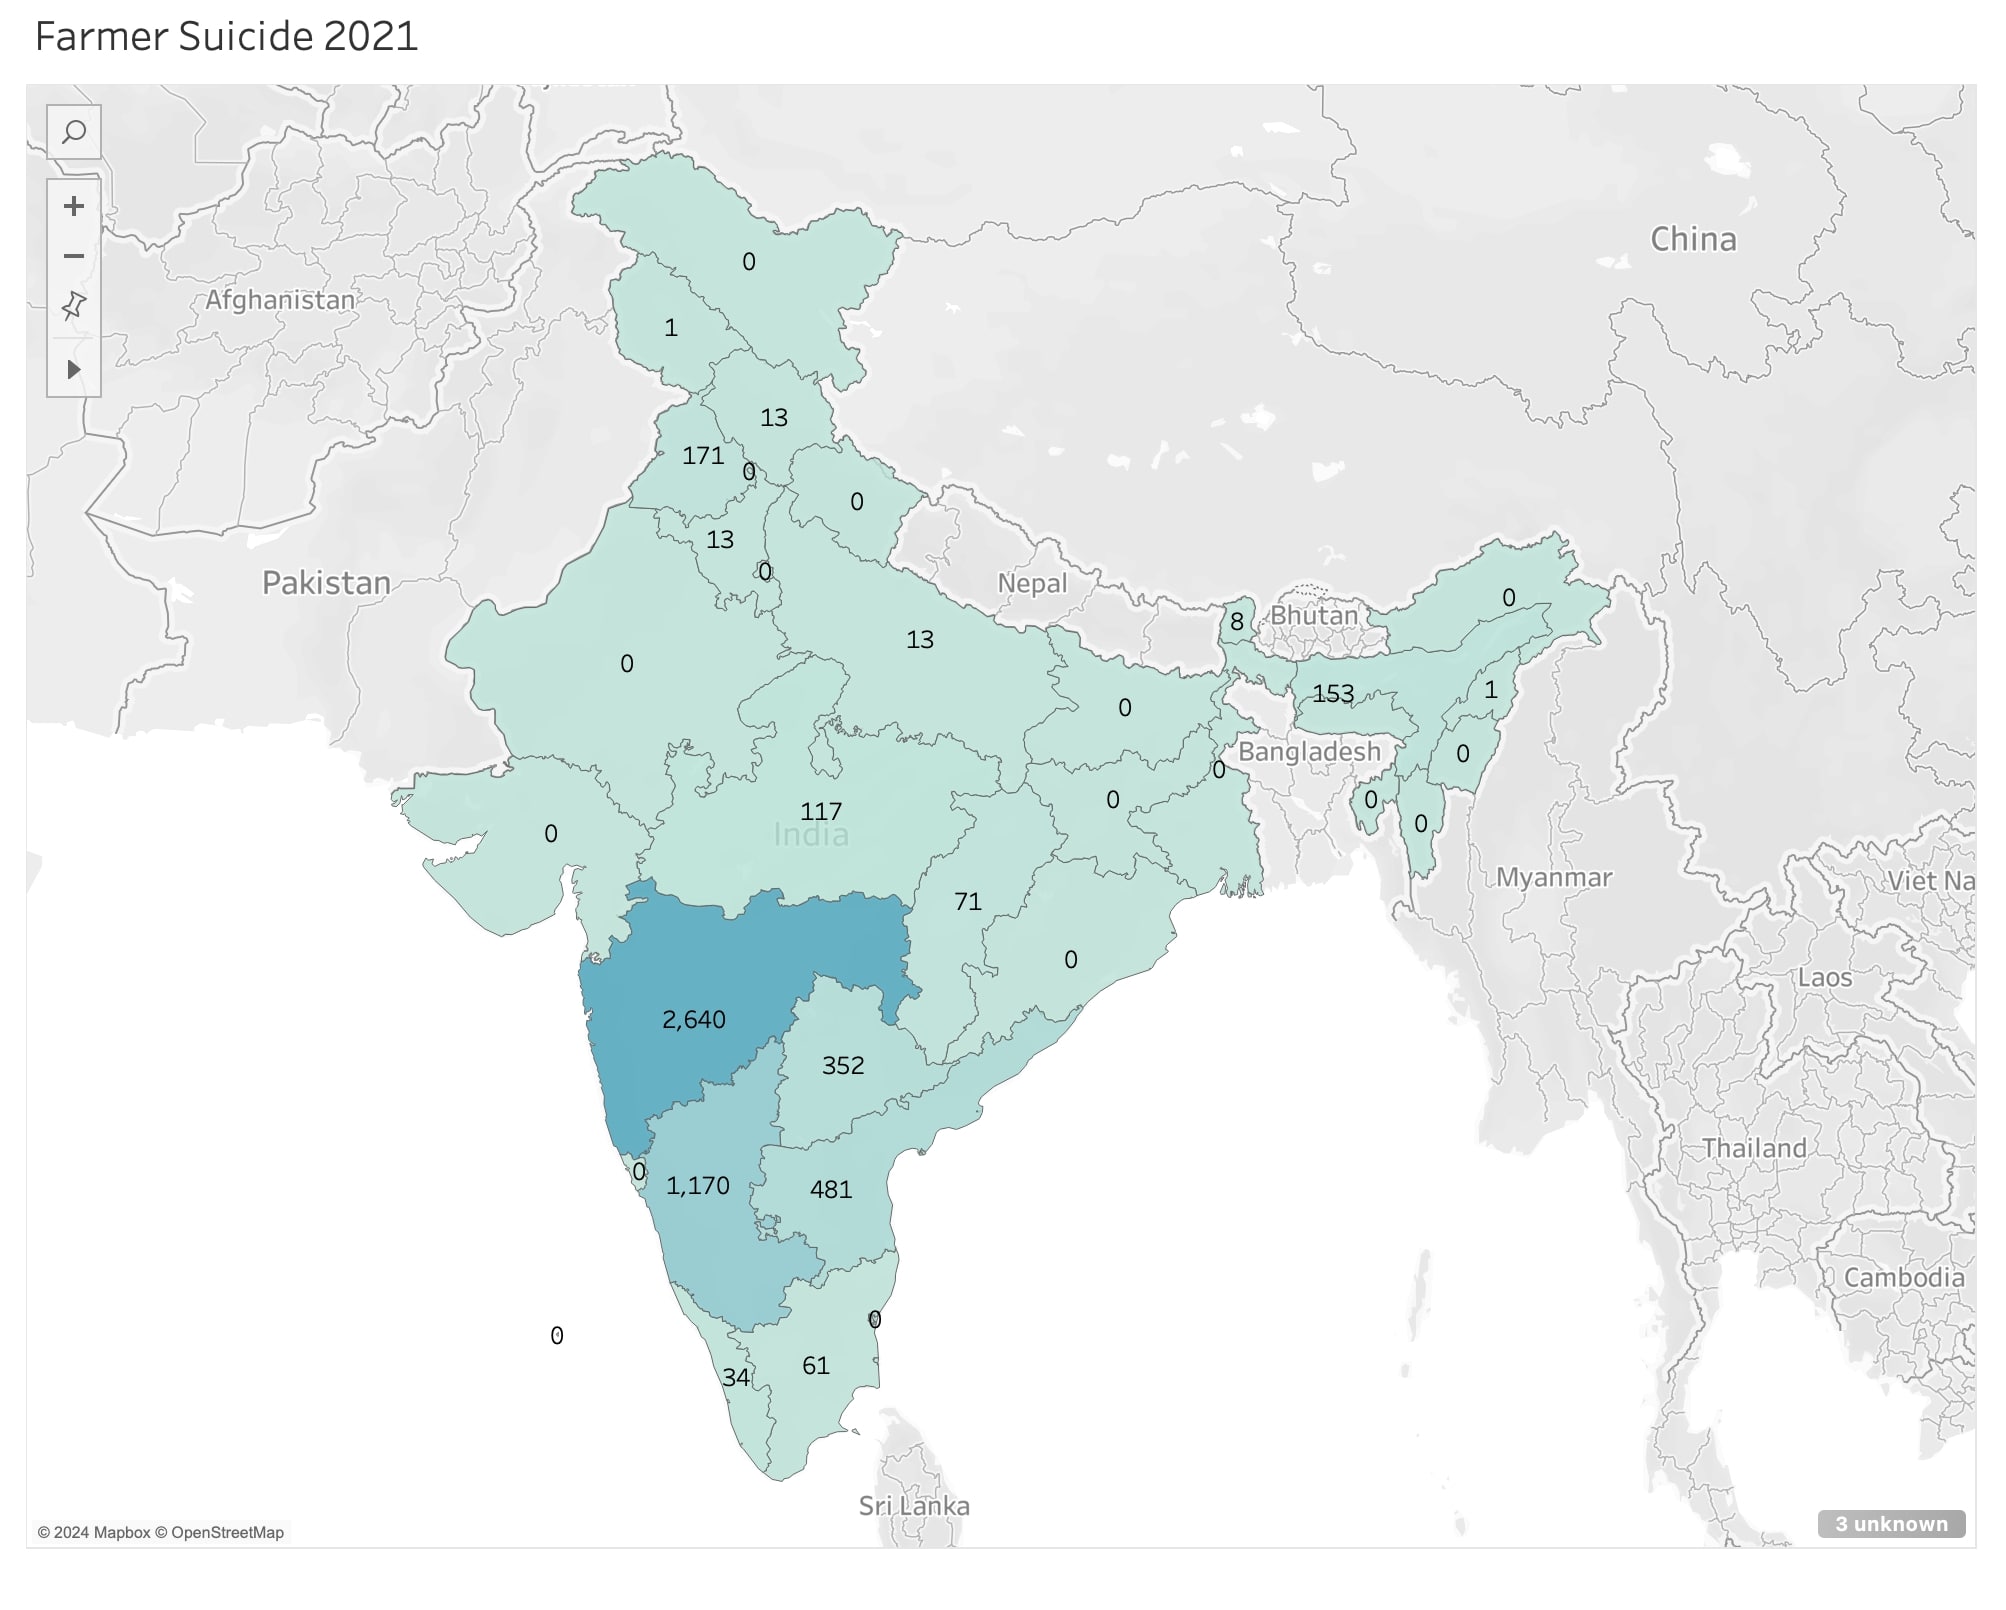 Farmer Suicide 2021
China
0
Afghanistan
1
13
171
0
0
13
0
Pakistan
Nepal
0
8
Bhutan
13
0
153
1
0
Bangladesh
0
0
0
0
0
117
India
0
0
Myanmar
Viet Na
71
0
Laos
2,640
352
Thailand
0
1,170
481
Cambodia
0
0
61
34
Sri Lanka
© 2024 Mapbox © OpenStreetMap
3 unknown